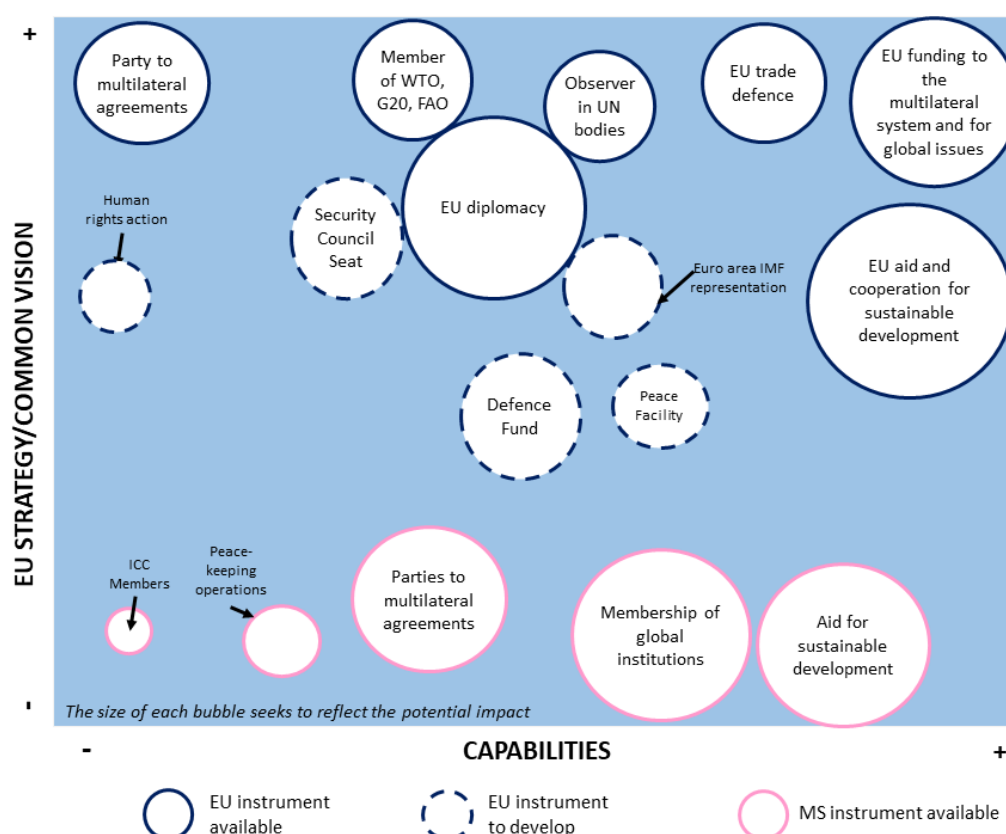 +
Party to
multilateral
agreements
Member
of WTO,
G20, FAO
Observer
in UN
bodies
EU trade
defence
EU funding to
the
multilateral
system and for
global issues
Human
rights action
Security
Council
Seat
EU diplomacy
Euro area IMF
representation
EU aid and
cooperation for
sustainable
development
Defence
Fund
Peace
Facility
EU STRATEGY/COMMON VISION
ICC
Members
Peace-
keeping
operations
Parties to
multilateral
agreements
Membership of
global
institutions
Aid for
sustainable
development
-
The size of each bubble seeks to reflect the potential impact
-
CAPABILITIES
+
EU instrument
available
EU instrument
to develop
MS instrument available